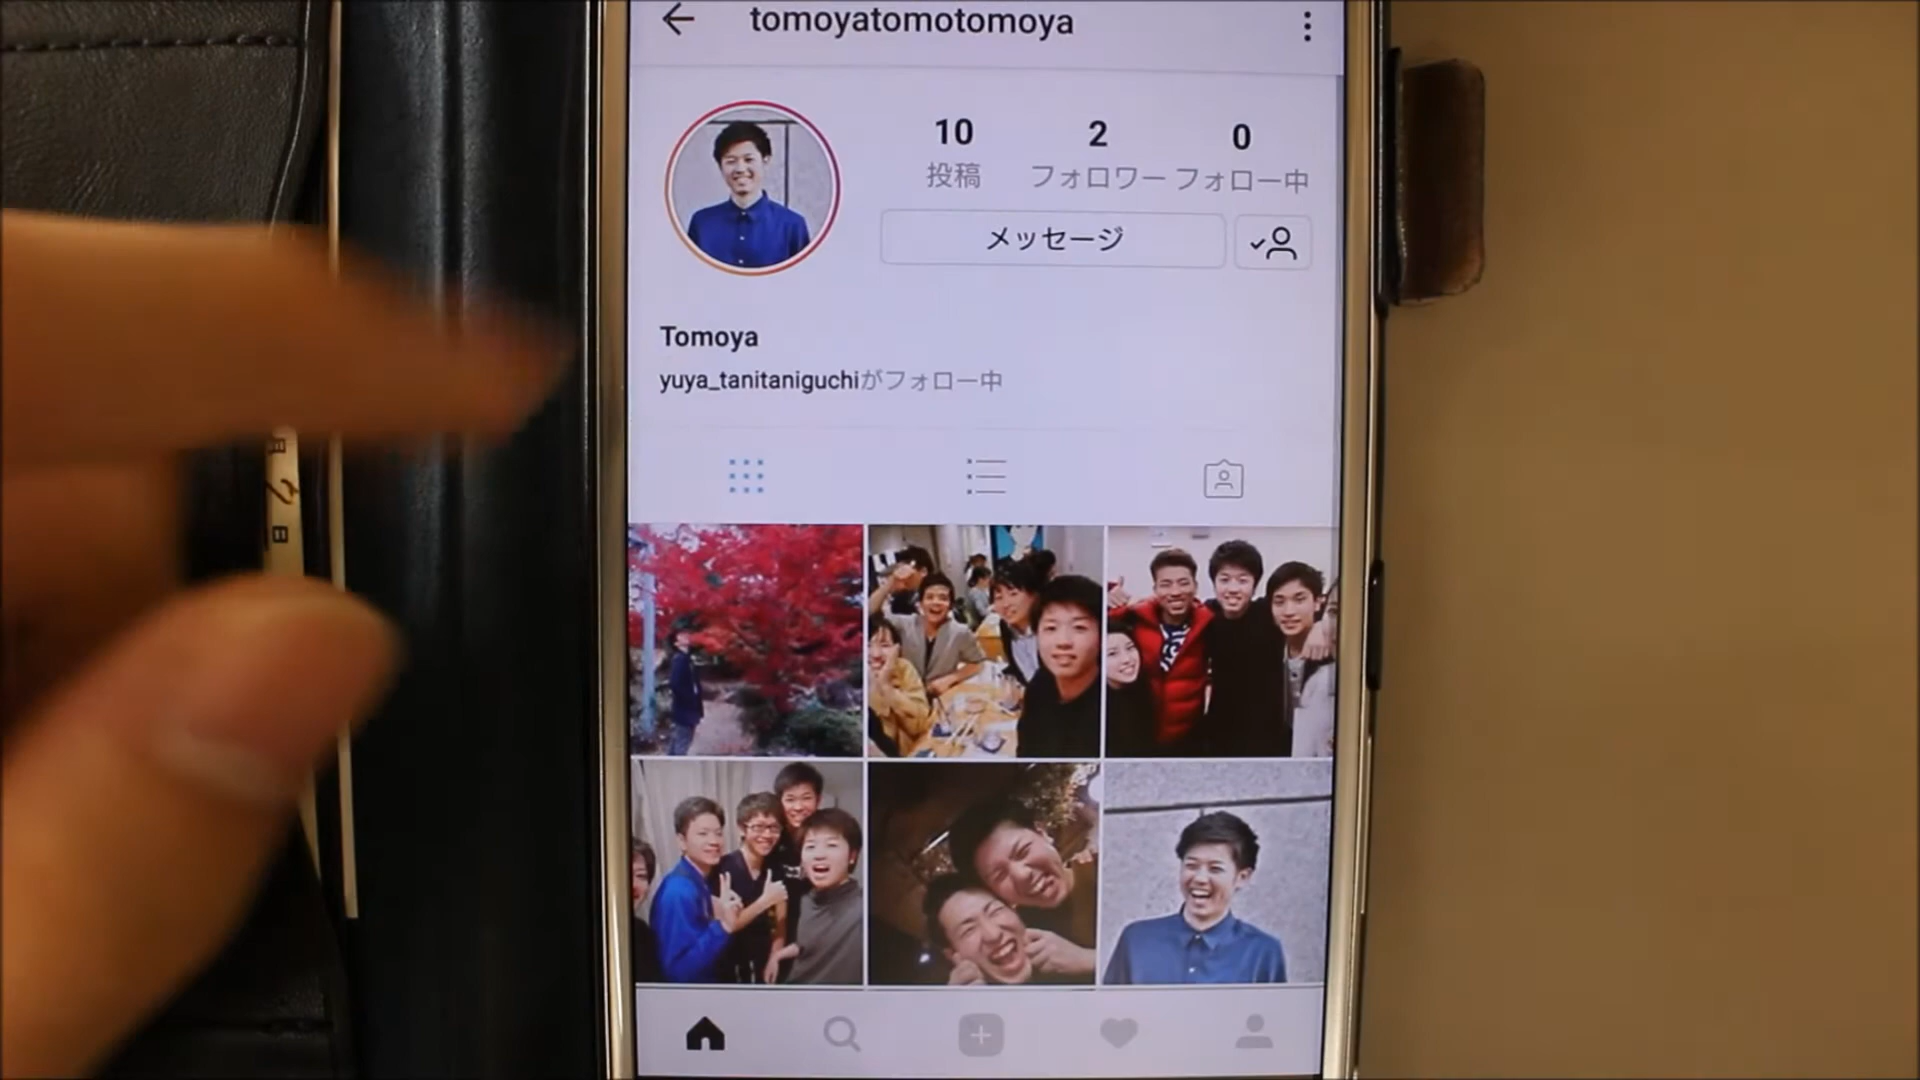 tomoyatomotomoya
10 2 0
投稿 フォロワー フォロー中
メッセージ
Tomoya
yuya_tanitaniguchiがフォロー中
日